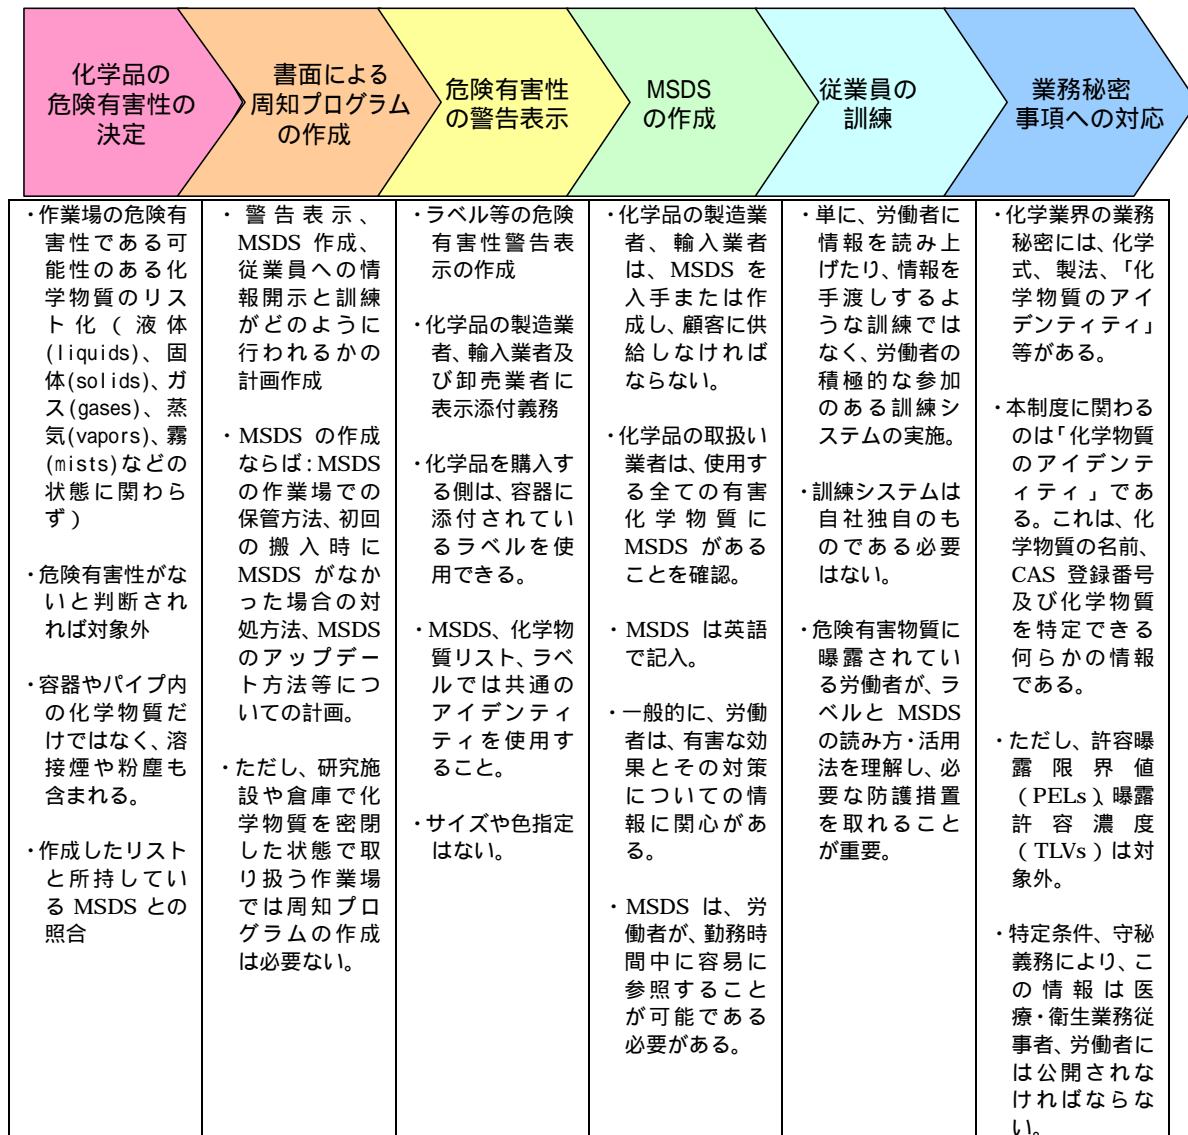 化学品の
危険有害性の
決定
書面による
周知プログラム
の作成
危険有害性
の警告表示
MSDS
の作成
従業員の
訓練
業務秘密
事項への対応
・作業場の危険有
害性である可
能性のある化
学物質のリス
ト化（液体
(liquids)、固
体(solids)、ガ
ス(gases)、蒸
気(vapors)、霧
(mists)などの
状態に関わら
ず）
・危険有害性がな
いと判断され
れば対象外
・容器やパイプ内
の化学物質だ
けではなく、溶
接煙や粉塵も
含まれる。
・作成したリスト
と所持してい
る MSDS との
照合
・警告表示、
MSDS 作成、
従業員への情
報開示と訓練
がどのように
行われるかの
計画作成
・MSDS の作成
ならば：MSDS
の作業場での
保管方法、初回
の搬入時に
MSDS がなか
った場合の対
処方法、MSDS
のアップデー
ト方法等につ
いての計画。
・ただし、研究施
設や倉庫で化
学物質を密閉
した状態で取
り扱う作業場
では周知プロ
グラムの作成
は必要ない。
・ラベル等の危険
有害性警告表
示の作成
・化学品の製造業
者、輸入業者及
び卸売業者に
表示添付義務
・化学品を購入す
る側は、容器に
添付されてい
るラベルを使
用できる。
・MSDS、化学物
質リスト、ラベ
ルでは共通の
アイデンティ
ティを使用す
ること。
・サイズや色指定
はない。
・化学品の製造業
者、輸入業者
は、MSDS を
入手または作
成し、顧客に供
給しなければ
ならない。
・化学品の取扱い
業者は、使用す
る全ての有害
化学物質に
MSDS がある
ことを確認。
・MSDS は英語
で記入。
・一般的に、労働
者は、有害な効
果とその対策
についての情
報に関心があ
る。
・MSDS は、労
働者が、勤務時
間中に容易に
参照すること
が可能である
必要がある。
・単に、労働者に
情報を読み上
げたり、情報を
手渡しするよ
うな訓練では
なく、労働者の
積極的な参加
のある訓練シ
ステムの実施。
・訓練システムは
自社独自のも
のである必要
はない。
・危険有害物質に
曝露されてい
る労働者が、ラ
ベルと MSDS
の読み方・活用
法を理解し、必
要な防護措置
を取れること
が重要。
・化学業界の業務
秘密には、化学
式、製法、「化
学物質のアイ
デンティティ」
等がある。
・本制度に関わる
のは「化学物質
のアイデンテ
ィティ」であ
る。これは、化
学物質の名前、
CAS 登録番号
及び化学物質
を特定できる
何らかの情報
である。
・ただし、許容曝
露限界値
（PELs）、曝露
許容濃度
（TLVs）は対
象外。
・特定条件、守秘
義務により、こ
の情報は医
療・衛生業務従
事者、労働者に
は公開されな
ければならな
い。